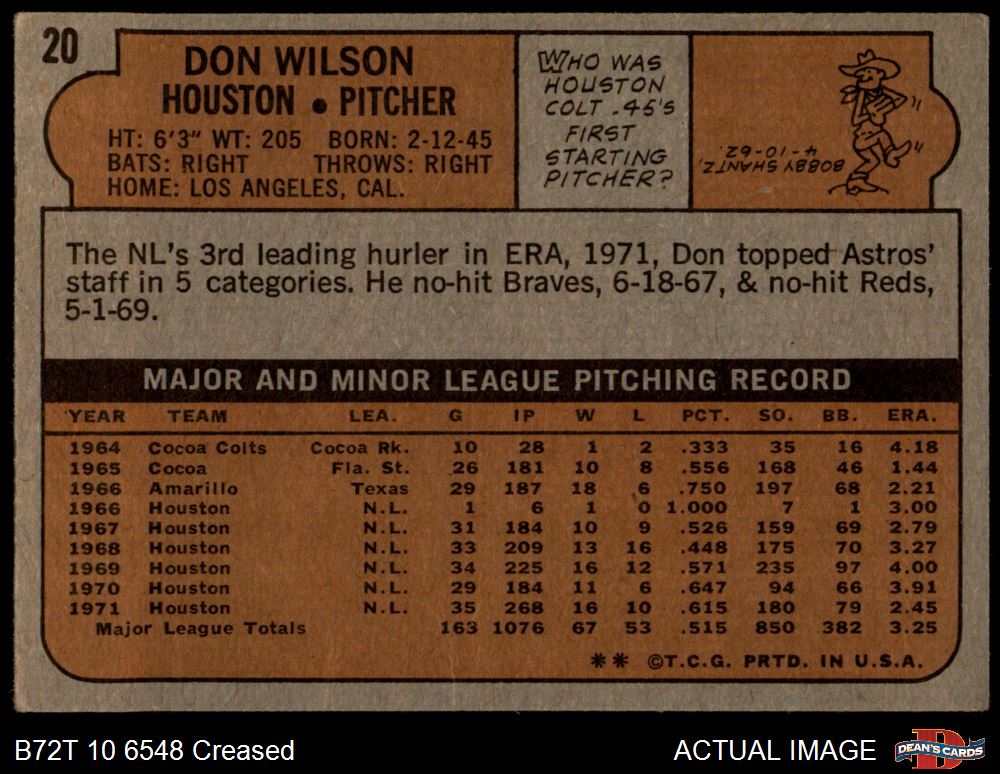 20
DON WILSON
HOUSTON • PITCHER
HT: 6'3" WT: 205 BORN: 2-12-45
BATS: RIGHT THROWS: RIGHT
HOME: LOS ANGELES, CAL.
WHO WAS
HOUSTON
COLT .45'S
FIRST
STARTING
PITCHER?
BOBBY SHANTZ,
4-10-62.
The NL's 3rd leading hurler in ERA, 1971, Don topped Astros'
staff in 5 categories. He no-hit Braves, 6-18-67, & no-hit Reds,
5-1-69.
MAJOR AND MINOR LEAGUE PITCHING RECORD
YEAR TEAM LEA. G IP W L PCT. SO. BB. ERA.
1964 Cocoa Colts Cocoa Rk. 10 28 1 2 .333 35 16 4.18
1965 Cocoa Fla. St. 26 181 10 8 .556 168 46 1.44
1966 Amarillo Texas 29 187 18 6 .750 197 68 2.21
1966 Houston N.L. 1 6 1 0 1.000 7 1 3.00
1967 Houston N.L. 31 184 10 9 .526 159 69 2.79
1968 Houston N.L. 33 209 13 16 .448 175 70 3.27
1969 Houston N.L. 34 225 16 12 .571 235 97 4.00
1970 Houston N.L. 29 184 11 6 .647 94 66 3.91
1971 Houston N.L. 35 268 16 10 .615 180 79 2.45
Major League Totals 163 1076 67 53 .515 850 382 3.25
** ©T.C.G. PRTD. IN U.S.A.
B72T 10 6548 Creased
ACTUAL IMAGE
D
DEAN'S CARDS